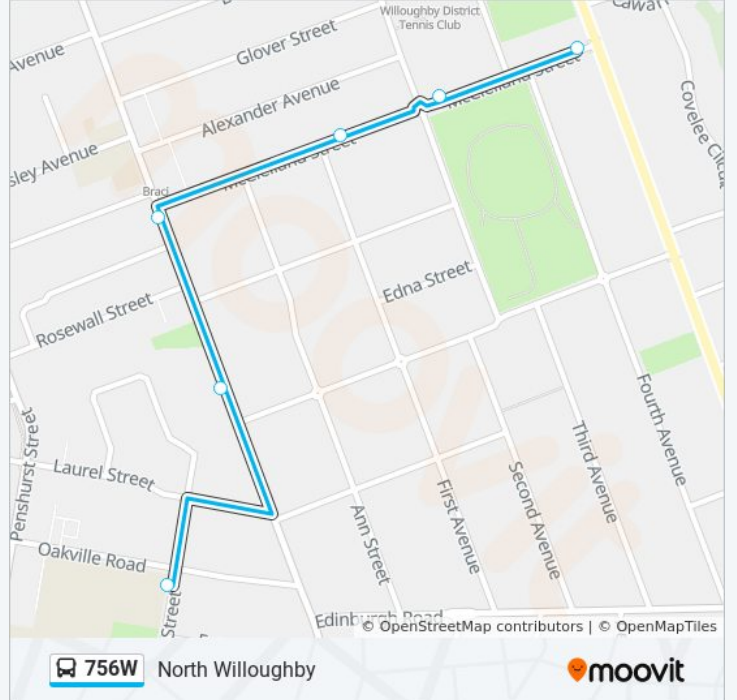 Willoughby District
Tennis Club
Glover Street
Avenue
Alexander Avenue
McClelland Street
Covelee Circuit
sley Avenue
Braci
McClelland Street
Edna Street
Rosewall Street
Fourth Avenue
Penshurst Street
Laurel Street
Third Avenue
Second Avenue
First Avenue
Ann Street
Oakville Road
Street
Edinburgh Road
© OpenStreetMap contributors | © OpenMapTiles
756W North Willoughby
moovit